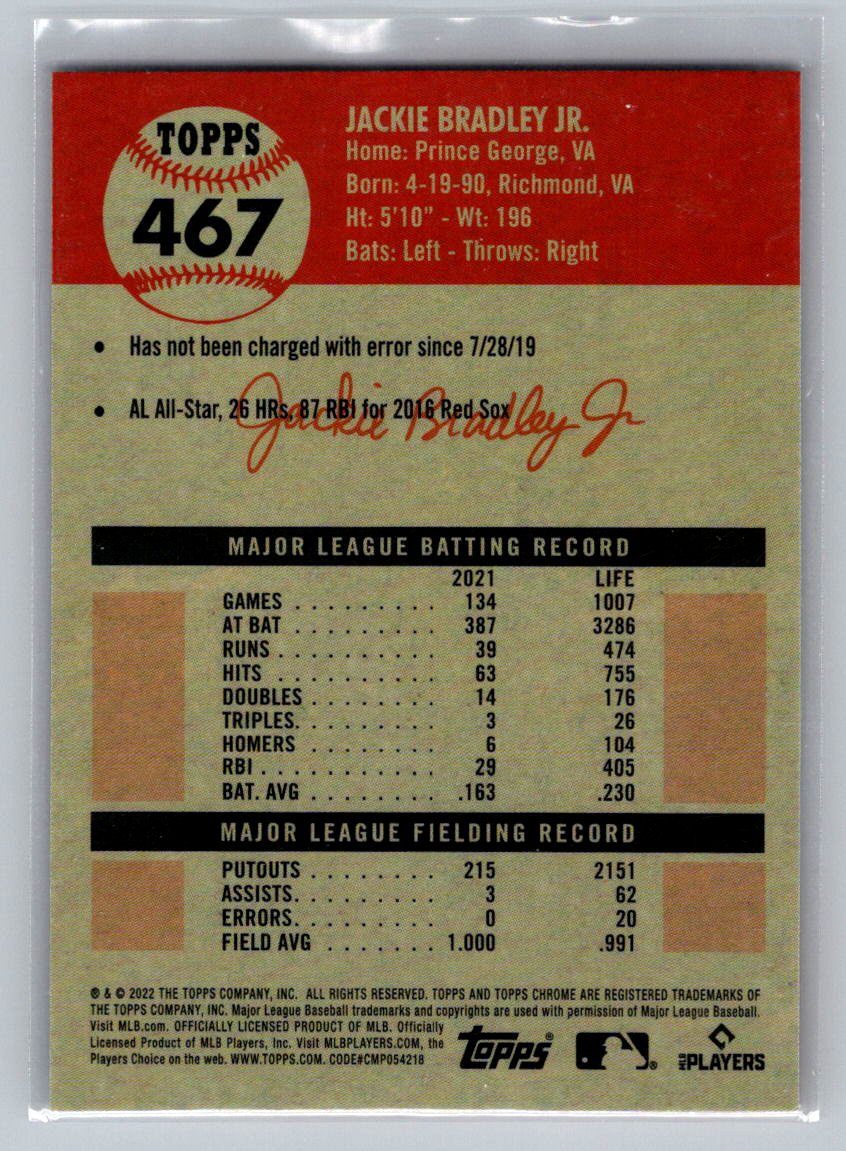 TOPPS
467
JACKIE BRADLEY JR.
Home: Prince George, VA
Born: 4-19-90, Richmond, VA
Ht: 5'10" - Wt: 196
Bats: Left - Throws: Right
• Has not been charged with error since 7/28/19
• AL All-Star, 26 HRs, 87 RBI for 2016 Red Sox
Jackie Bradley Jr
MAJOR LEAGUE BATTING RECORD
2021 LIFE
GAMES . . . . . . . . . 134 1007
AT BAT . . . . . . . . . 387 3286
RUNS . . . . . . . . . . 39 474
HITS . . . . . . . . . . 63 755
DOUBLES . . . . . . . . 14 176
TRIPLES. . . . . . . . . 3 26
HOMERS . . . . . . . . 6 104
RBI . . . . . . . . . . . 29 405
BAT. AVG . . . . . . . . .163 .230
MAJOR LEAGUE FIELDING RECORD
PUTOUTS . . . . . . . . 215 2151
ASSISTS. . . . . . . . . 3 62
ERRORS. . . . . . . . . 0 20
FIELD AVG . . . . . . . 1.000 .991
® & © 2022 THE TOPPS COMPANY, INC. ALL RIGHTS RESERVED. TOPPS AND TOPPS CHROME ARE REGISTERED TRADEMARKS OF
THE TOPPS COMPANY, INC. Major League Baseball trademarks and copyrights are used with permission of Major League Baseball.
Visit MLB.com. OFFICIALLY LICENSED PRODUCT OF MLB. Officially
Licensed Product of MLB Players, Inc. Visit MLBPLAYERS.COM, the
Players Choice on the web. WWW.TOPPS.COM. CODE#CMP054218
topps®
®
MLB PLAYERS